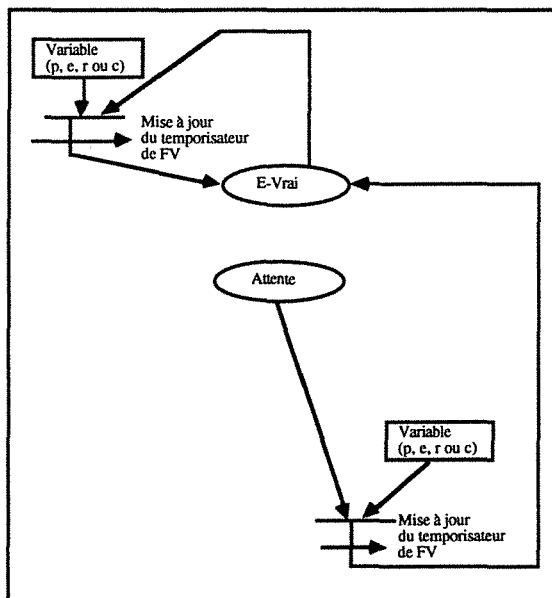 Variable
(p, e, r ou c)
Mise à jour
du temporisateur
de FV
E-Vrai
Attente
Variable
(p, e, r ou c)
Mise à jour
du temporisateur
de FV